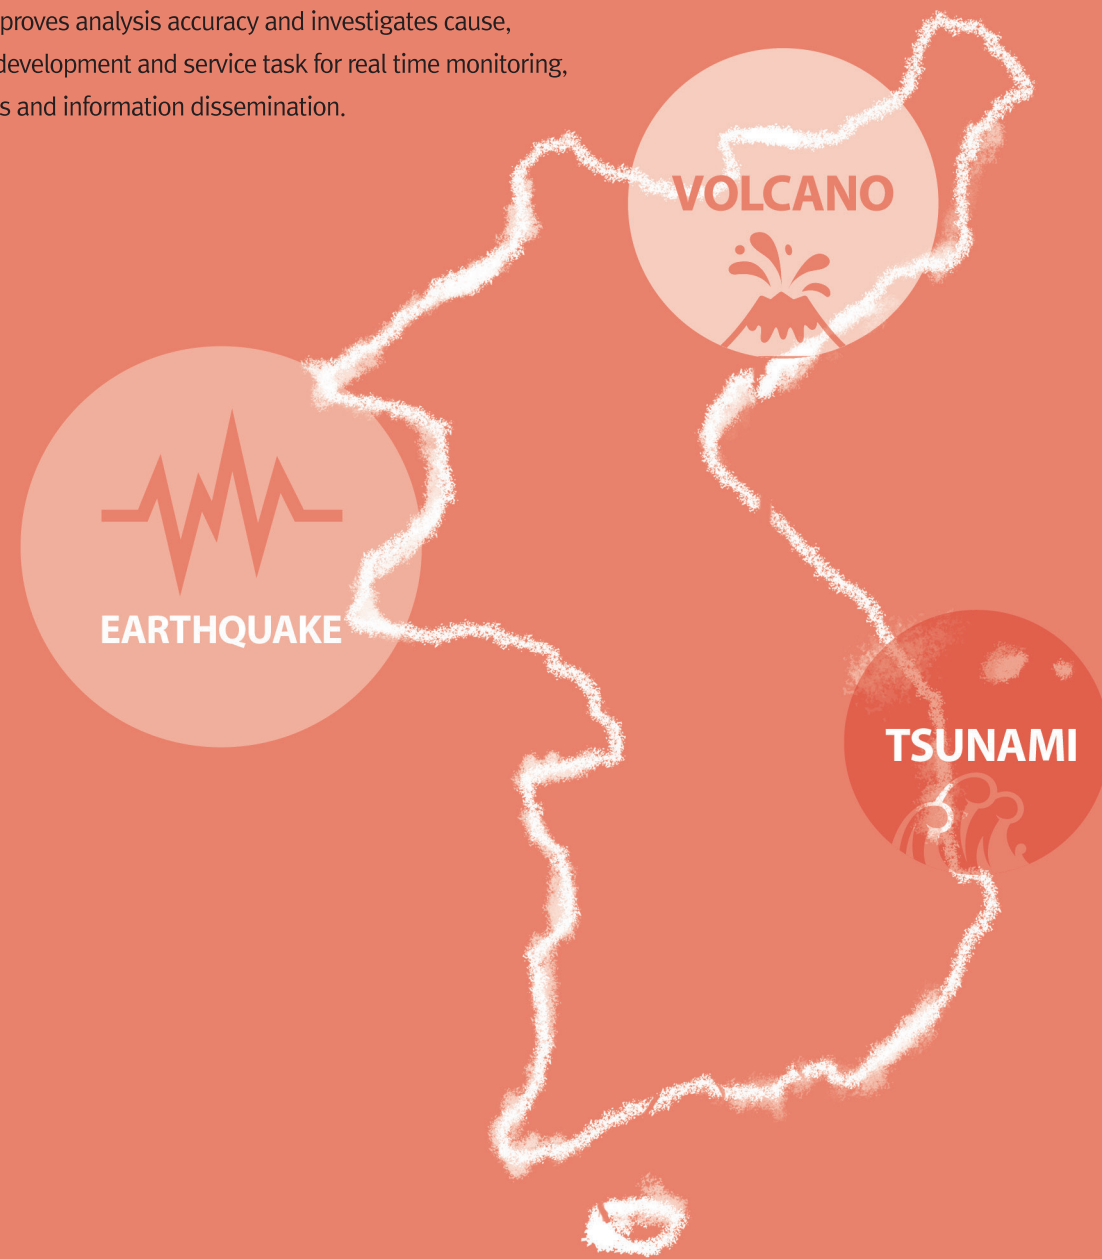 proves analysis accuracy and investigates cause,
development and service task for real time monitoring,
s and information dissemination.
VOLCANO
EARTHQUAKE
TSUNAMI